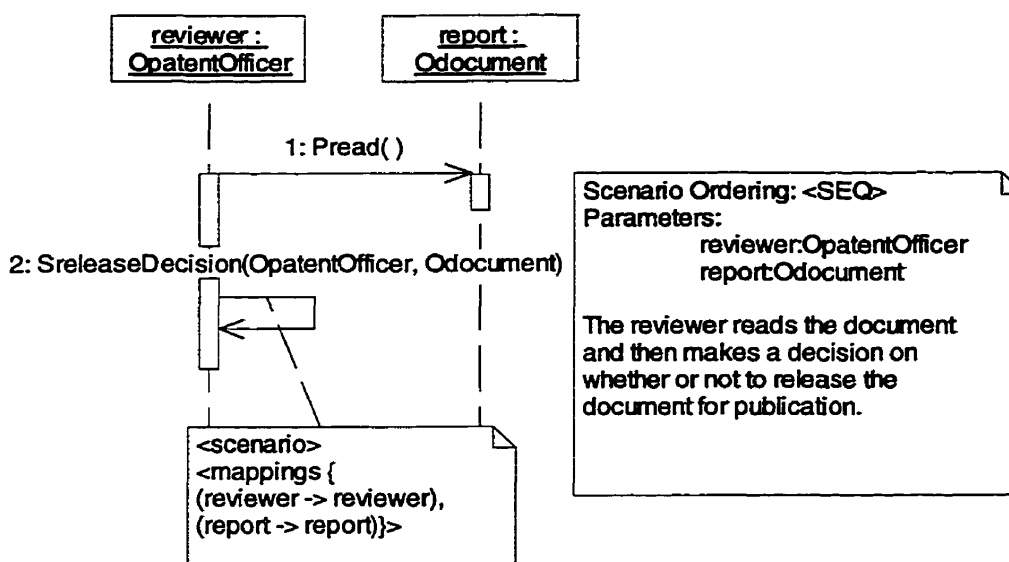 reviewer :
OpatentOfficer
report :
Odocument
1: Pread( )
2: SreleaseDecision(OpatentOfficer, Odocument)
<scenario>
<mappings {
(reviewer -> reviewer),
(report -> report)}>
Scenario Ordering: <SEQ>
Parameters:
reviewer:OpatentOfficer
report:Odocument
The reviewer reads the document
and then makes a decision on
whether or not to release the
document for publication.